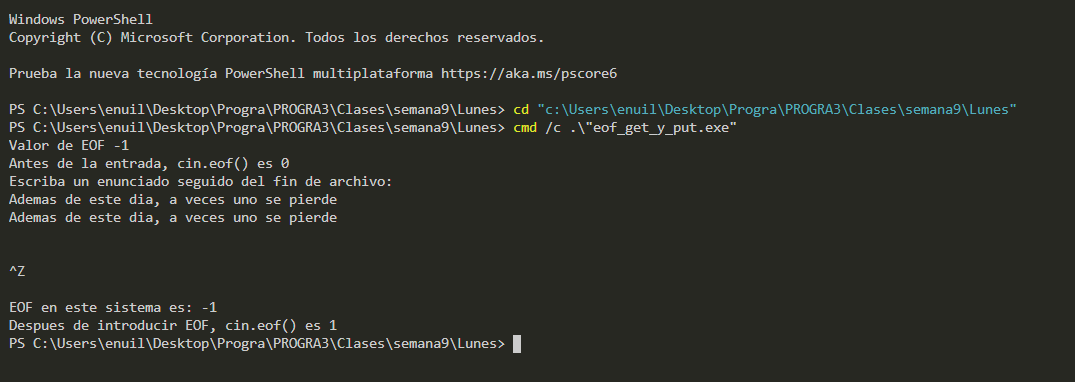 Windows PowerShell
Copyright (C) Microsoft Corporation. Todos los derechos reservados.
Prueba la nueva tecnología PowerShell multiplataforma https://aka.ms/pscore6
PS C:\Users\enuil\Desktop\Progra\PROGRA3\Clases\semana9\Lunes> cd "c:\Users\enuil\Desktop\Progra\PROGRA3\Clases\semana9\Lunes"
PS C:\Users\enuil\Desktop\Progra\PROGRA3\Clases\semana9\Lunes> cmd /c .\"eof_get_y_put.exe"
Valor de EOF -1
Antes de la entrada, cin.eof() es 0
Escriba un enunciado seguido del fin de archivo:
Ademas de este dia, a veces uno se pierde
Ademas de este dia, a veces uno se pierde
^Z
EOF en este sistema es: -1
Despues de introducir EOF, cin.eof() es 1
PS C:\Users\enuil\Desktop\Progra\PROGRA3\Clases\semana9\Lunes>